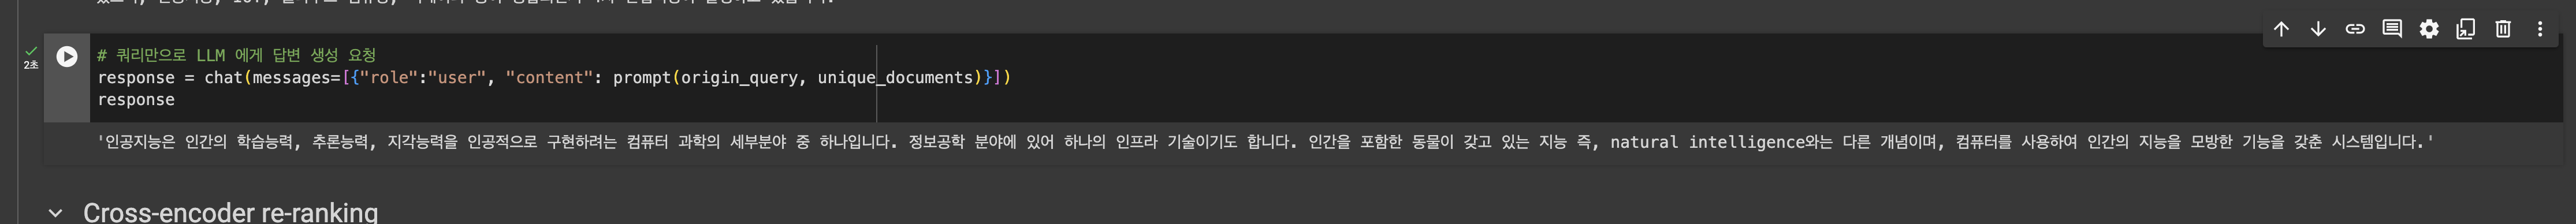 # 쿼리만으로 LLM 에게 답변 생성 요청
2초
response = chat(messages=[{"role":"user", "content": prompt(origin_query, unique_documents)}])
response
'인공지능은 인간의 학습능력, 추론능력, 지각능력을 인공적으로 구현하려는 컴퓨터 과학의 세부분야 중 하나입니다. 정보공학 분야에 있어 하나의 인프라 기술이기도 합니다. 인간을 포함한 동물이 갖고 있는 지능 즉, natural intelligence와는 다른 개념이며, 컴퓨터를 사용하여 인간의 지능을 모방한 기능을 갖춘 시스템입니다.'
Cross-encoder re-ranking